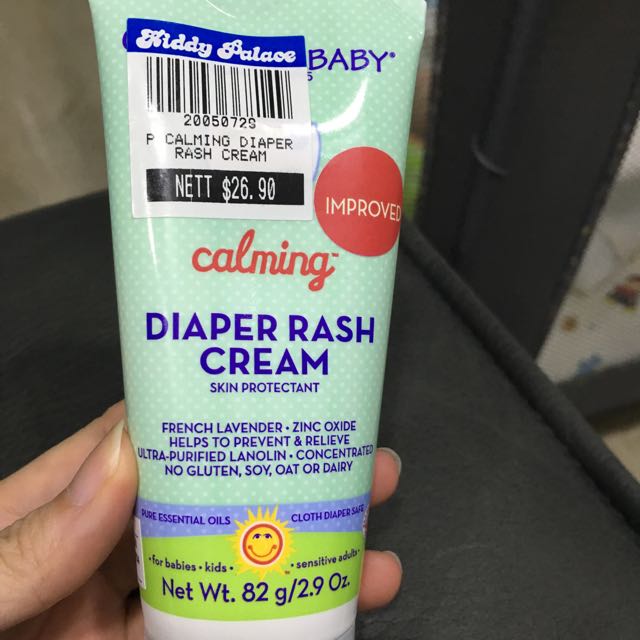 Kiddy Palace
BABY®
2005072S
P CALMING DIAPER
RASH CREAM
NETT $26.90
IMPROVED
calming™
DIAPER RASH
CREAM
SKIN PROTECTANT
FRENCH LAVENDER • ZINC OXIDE
HELPS TO PREVENT & RELIEVE
ULTRA-PURIFIED LANOLIN • CONCENTRATED
NO GLUTEN, SOY, OAT OR DAIRY
PURE ESSENTIAL OILS
CLOTH DIAPER SAFE
• for babies • kids • sensitive adults •
Net Wt. 82 g/2.9 Oz.